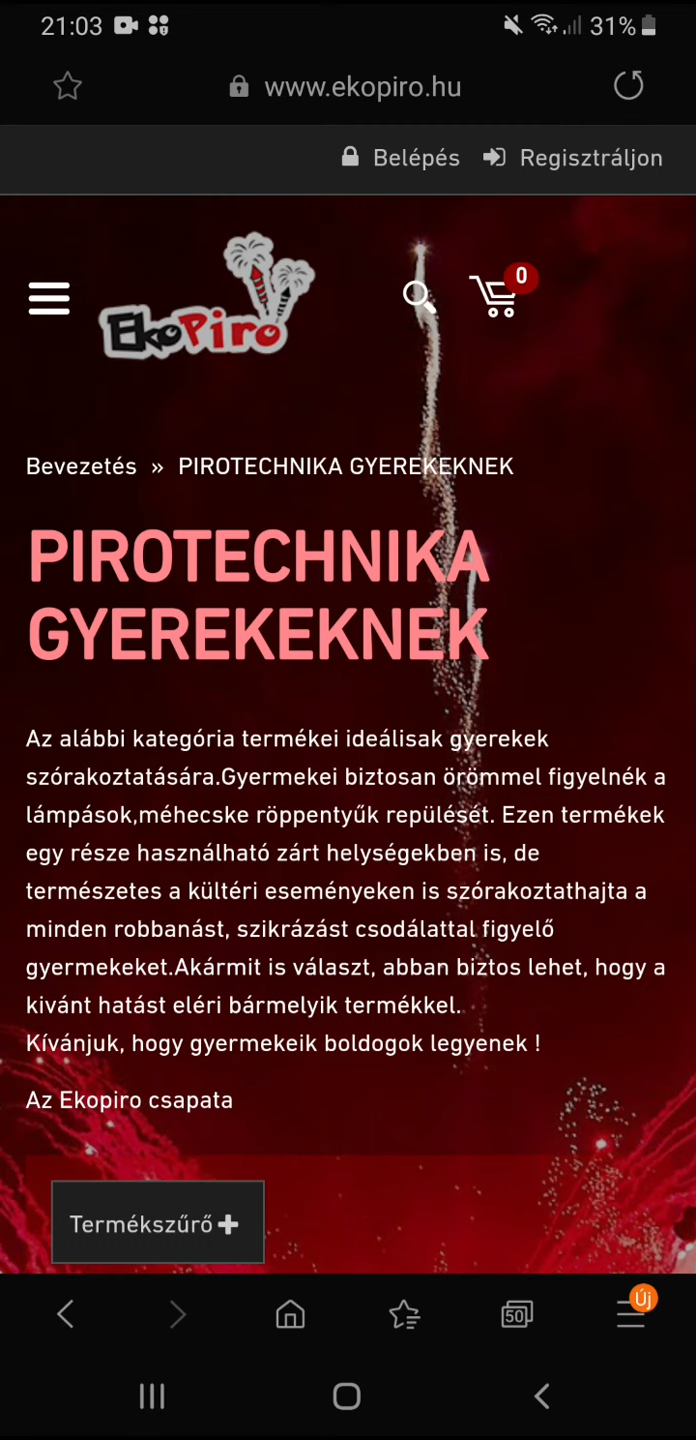 21:03
31%
www.ekopiro.hu
Belépés Regisztráljon
EkoPiro
0
Bevezetés » PIROTECHNIKA GYEREKEKNEK
PIROTECHNIKA
GYEREKEKNEK
Az alábbi kategória termékei ideálisak gyerekek
szórakoztatására.Gyermekei biztosan örömmel figyelnék a
lámpások,méhecske röppentyűk repülését. Ezen termékek
egy része használható zárt helységekben is, de
természetes a kültéri eseményeken is szórakoztathajta a
minden robbanást, szikrázást csodálattal figyelő
gyermekeket.Akármit is választ, abban biztos lehet, hogy a
kivánt hatást eléri bármelyik termékkel.
Kívánjuk, hogy gyermekeik boldogok legyenek !
Az Ekopiro csapata
Termékszűrő
Új
50